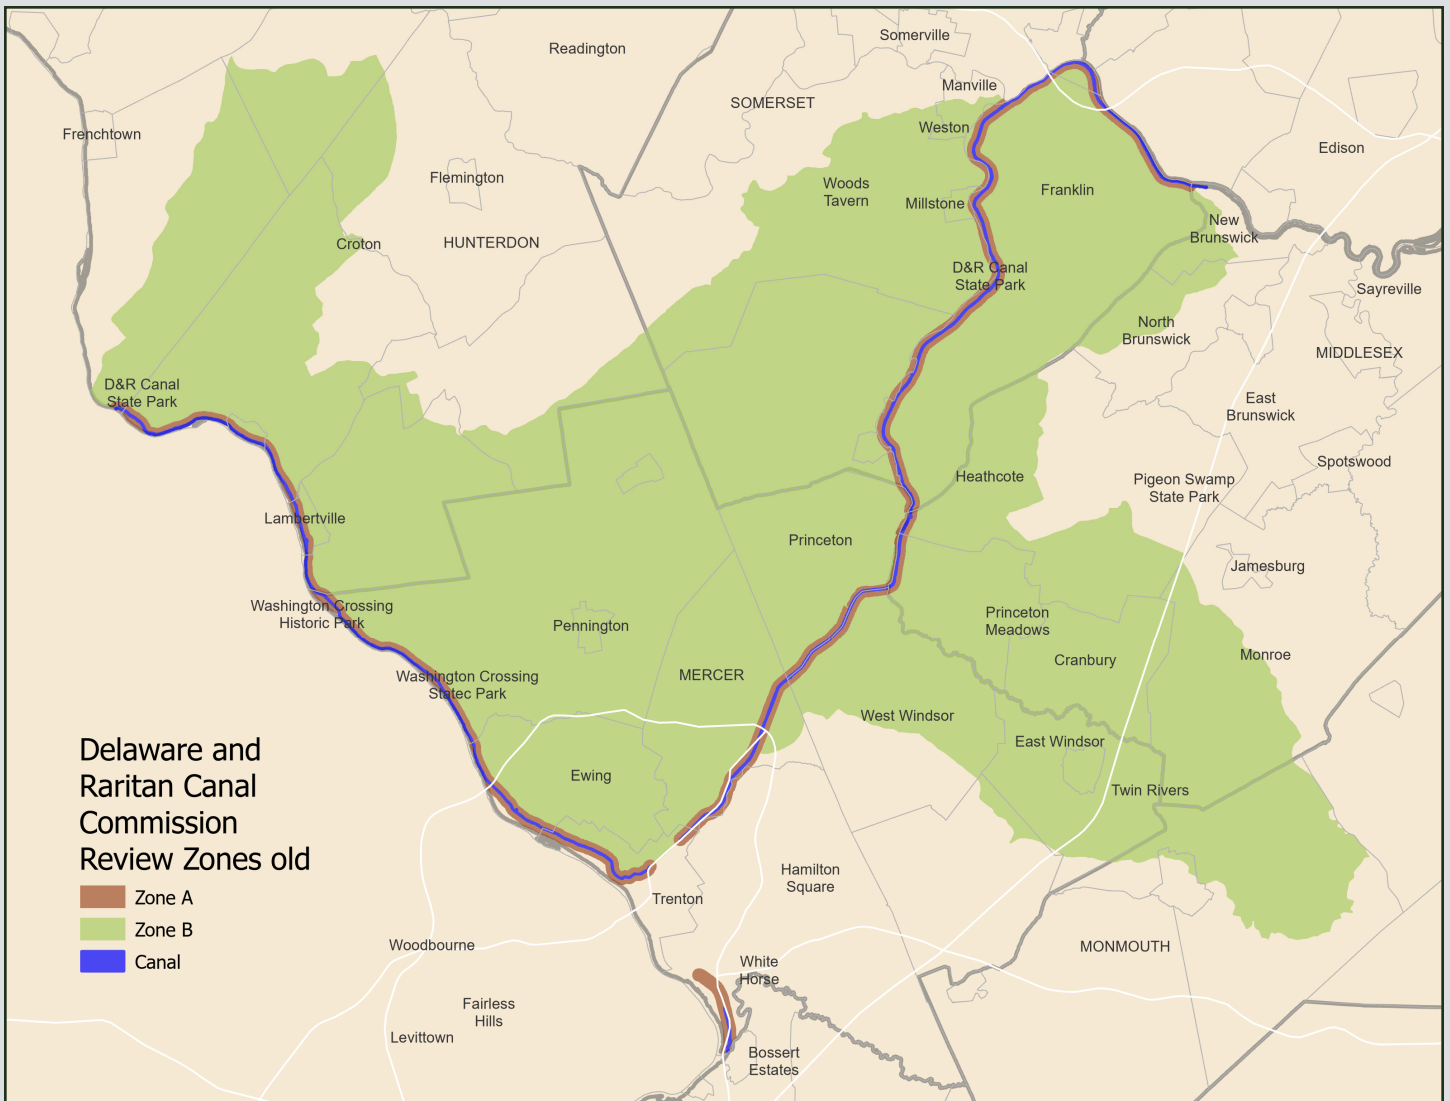 Somerville
Readington
Manville
SOMERSET
Weston
Frenchtown
Edison
Flemington
Woods
Tavern
Franklin
Millstone
New
Brunswick
Croton
HUNTERDON
D&R Canal
State Park
Sayreville
North
Brunswick
MIDDLESEX
D&R Canal
State Park
East
Brunswick
Spotswood
Heathcote
Pigeon Swamp
State Park
Lambertville
Princeton
Jamesburg
Washington Crossing
Historic Park
Princeton
Meadows
Pennington
Monroe
Cranbury
MERCER
Washington Crossing
Statec Park
West Windsor
East Windsor
Ewing
Twin Rivers
Delaware and
Raritan Canal
Commission
Review Zones old
Zone A
Zone B
Canal
Hamilton
Square
Trenton
Woodbourne
MONMOUTH
White
Horse
Fairless
Hills
Levittown
Bossert
Estates